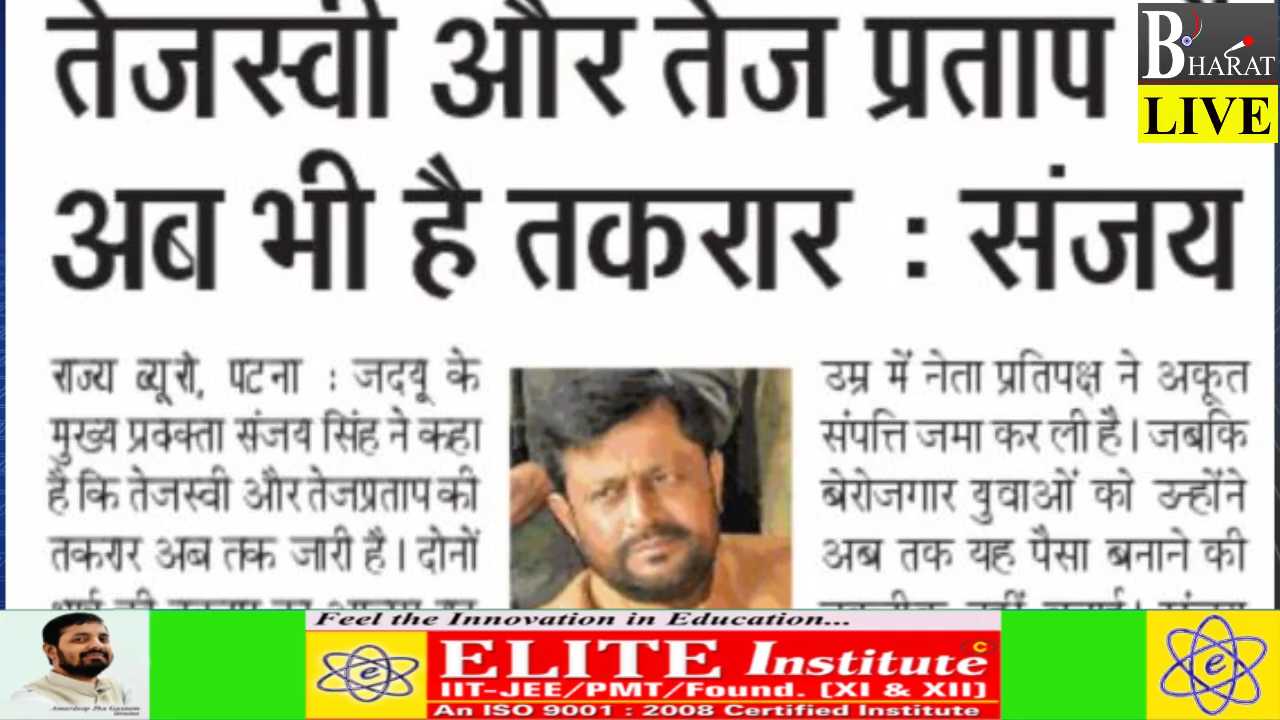 तेजस्वी और तेज प्रताप
अब भी है तकरार : संजय
राज्य ब्यूरो, पटना : जदयू के
मुख्य प्रवक्ता संजय सिंह ने कहा
है कि तेजस्वी और तेजप्रताप की
तकरार अब तक जारी है। दोनों
उम्र में नेता प्रतिपक्ष ने अकूत
संपत्ति जमा कर ली है। जबकि
बेरोजगार युवाओं को उन्होंने
अब तक यह पैसा बनाने की
BHARAT
LIVE
Feel the Innovation in Education...
e
ELITE Institute
C
IIT-JEE/PMT/Found. (XI & XII)
An ISO 9001 : 2008 Certified Institute
e